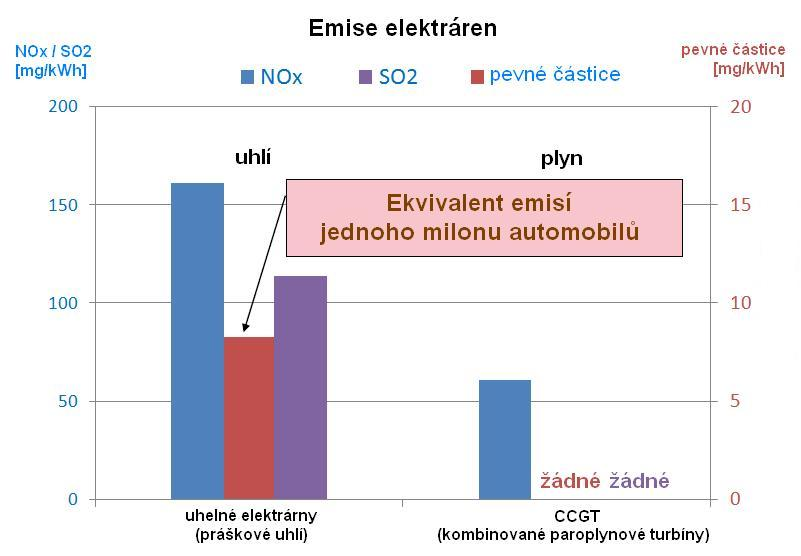 Emise elektráren
NOx / SO2
[mg/kWh]
pevné částice
[mg/kWh]
NOx SO2 pevné částice
200 20
uhlí plyn
Ekvivalent emisí
jednoho milonu automobilů
150 15
100 10
50 5
žádné žádné
0 0
uhelné elektrárny
(práškové uhlí)
CCGT
(kombinované paroplynové turbíny)